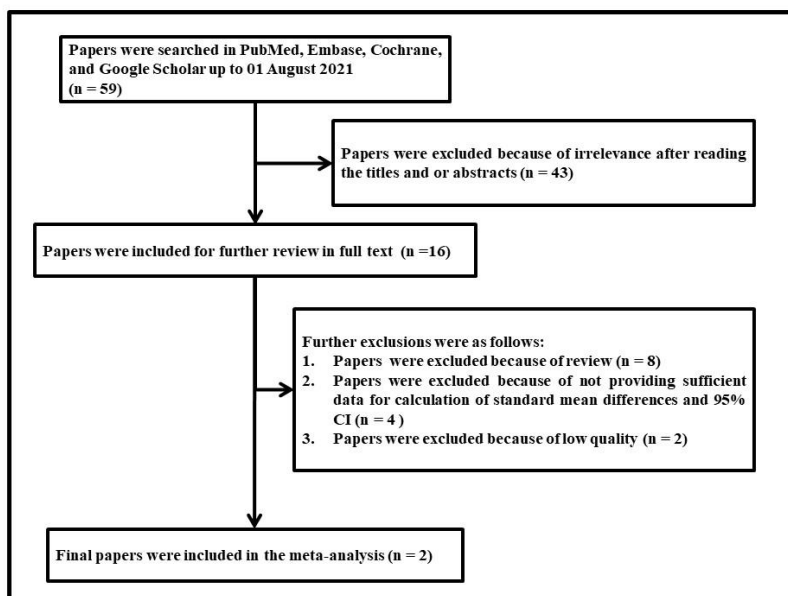 Papers were searched in PubMed, Embase, Cochrane,
and Google Scholar up to 01 August 2021
(n = 59)
Papers were excluded because of irrelevance after reading
the titles and or abstracts (n = 43)
Papers were included for further review in full text (n =16)
Further exclusions were as follows:
1. Papers were excluded because of review (n = 8)
2. Papers were excluded because of not providing sufficient
data for calculation of standard mean differences and 95%
CI (n = 4 )
3. Papers were excluded because of low quality (n = 2)
Final papers were included in the meta-analysis (n = 2)